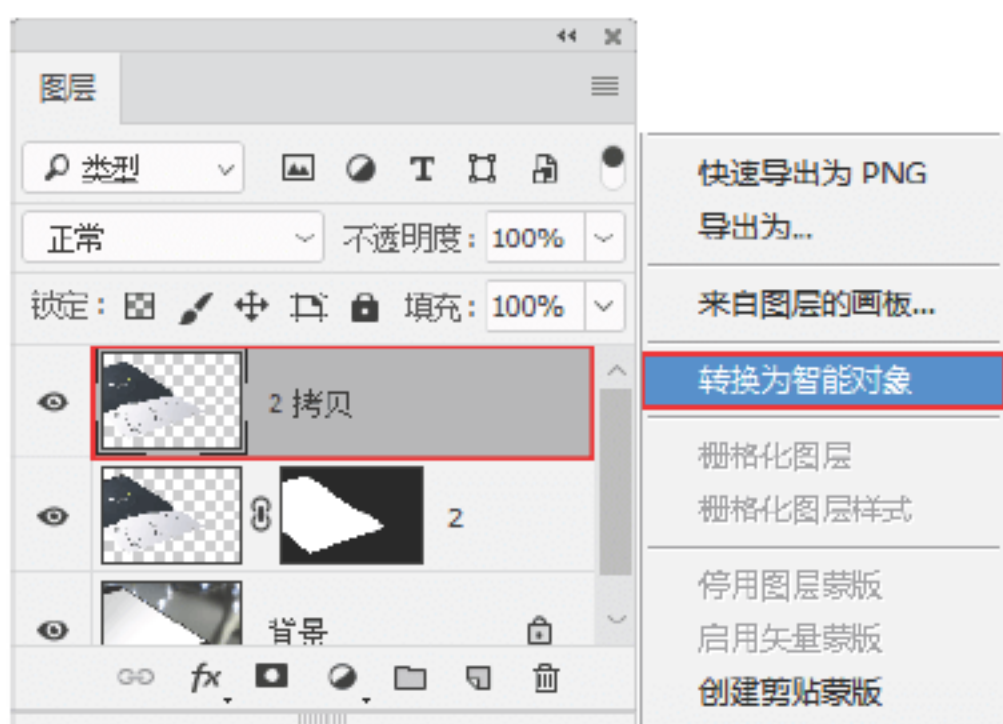 图层
类型
正常
不透明度: 100%
锁定:
填充: 100%
2 拷贝
2
背景
fx
快速导出为 PNG
导出为...
来自图层的画板...
转换为智能对象
栅格化图层
栅格化图层样式
停用图层蒙版
启用矢量蒙版
创建剪贴蒙版